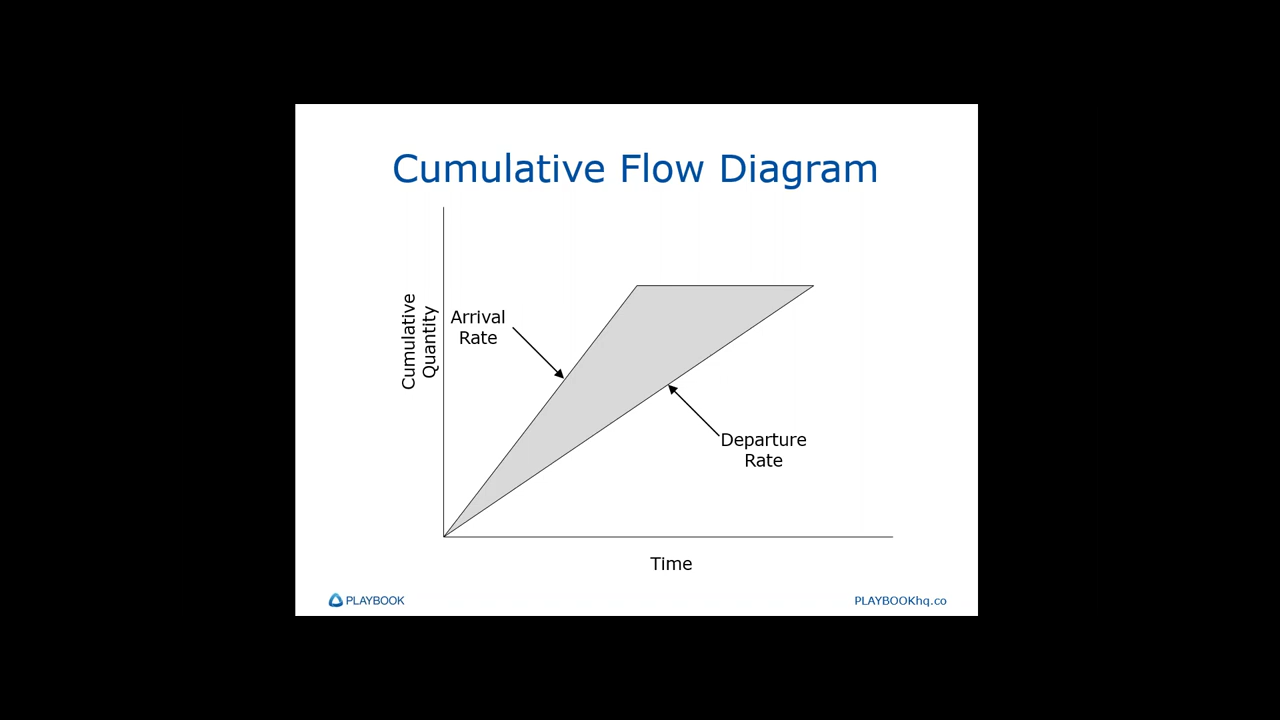 Cumulative Flow Diagram
Cumulative
Quantity
Arrival
Rate
Departure
Rate
Time
PLAYBOOK
PLAYBOOKhq.co